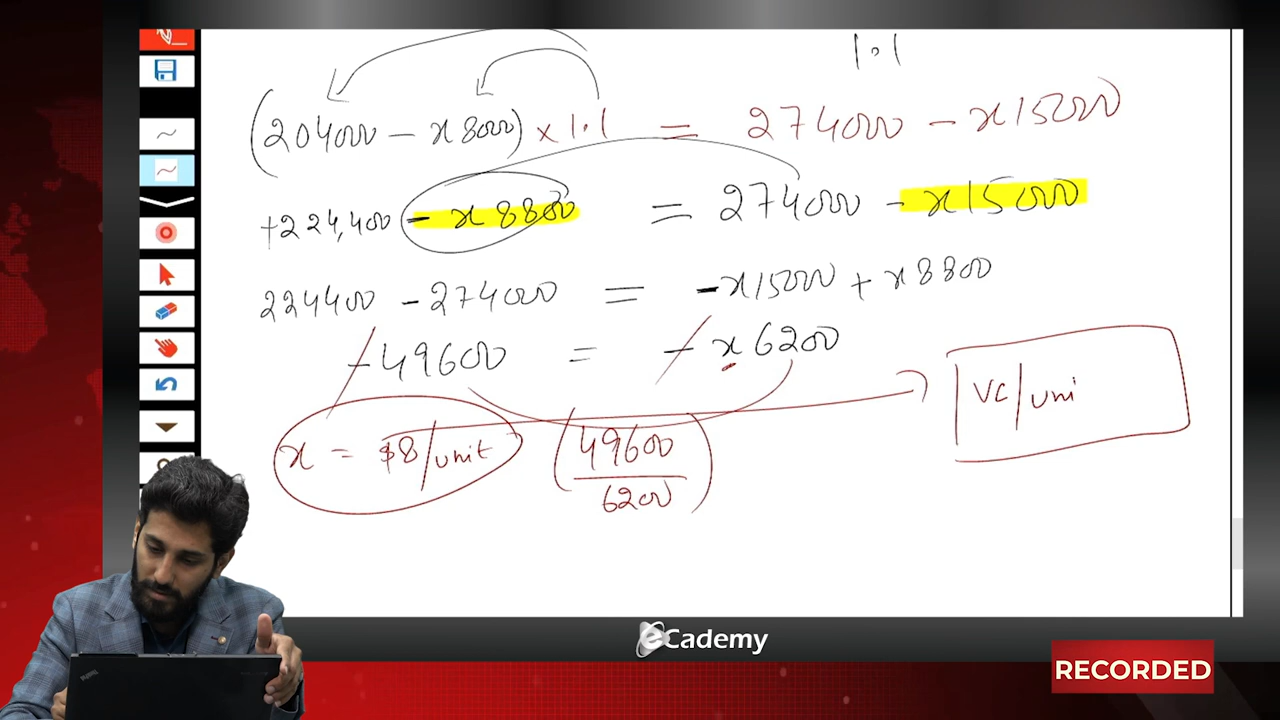 1.1
(204000 - x8000) × 1.1 = 274000 - x15000
+224,400 - x8800 = 274000 - x15000
224400 - 274000 = -x15000 + x8800
-49600 = -x6200
VC/uni
x = $8/unit (49600/6200)
eCademy
RECORDED